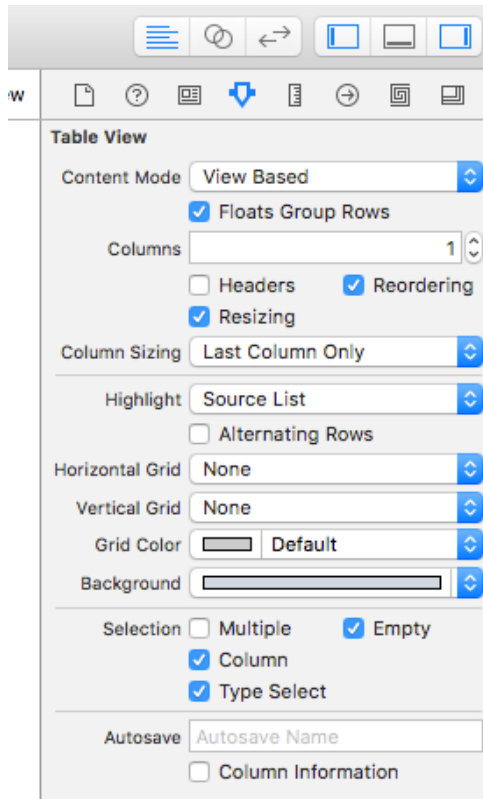 ew
Table View
Content Mode View Based
Floats Group Rows
Columns 1
Headers Reordering
Resizing
Column Sizing Last Column Only
Highlight Source List
Alternating Rows
Horizontal Grid None
Vertical Grid None
Grid Color Default
Background
Selection Multiple Empty
Column
Type Select
Autosave Autosave Name
Column Information